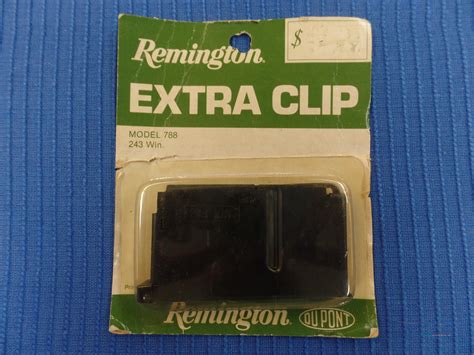 $
Remington®
EXTRA CLIP
MODEL 788
243 Win.
Remington®
DU PONT